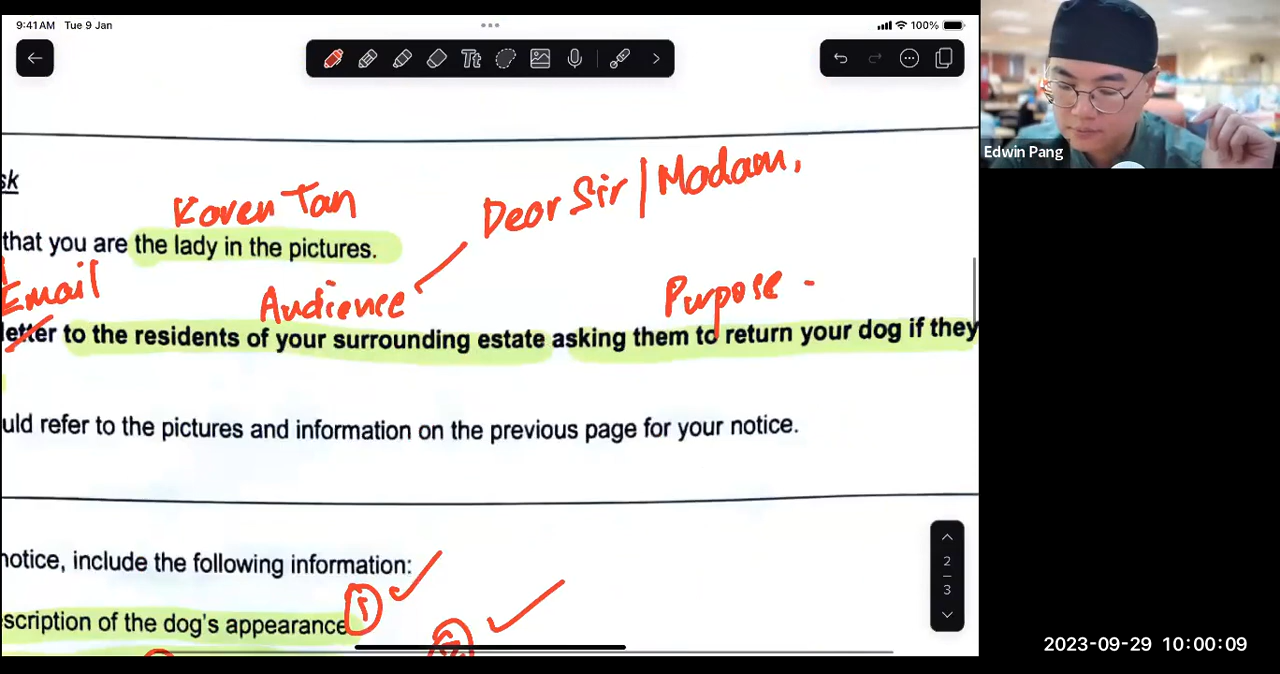 9:41 AM Tue 9 Jan
100%
Tt
Edwin Pang
sk
Karen Tan
Dear Sir / Madam,
that you are the lady in the pictures.
Email
Audience
Purpose -
letter to the residents of your surrounding estate asking them to return your dog if they
uld refer to the pictures and information on the previous page for your notice.
2
3
notice, include the following information:
scription of the dog's appearance
2023-09-29 10:00:09